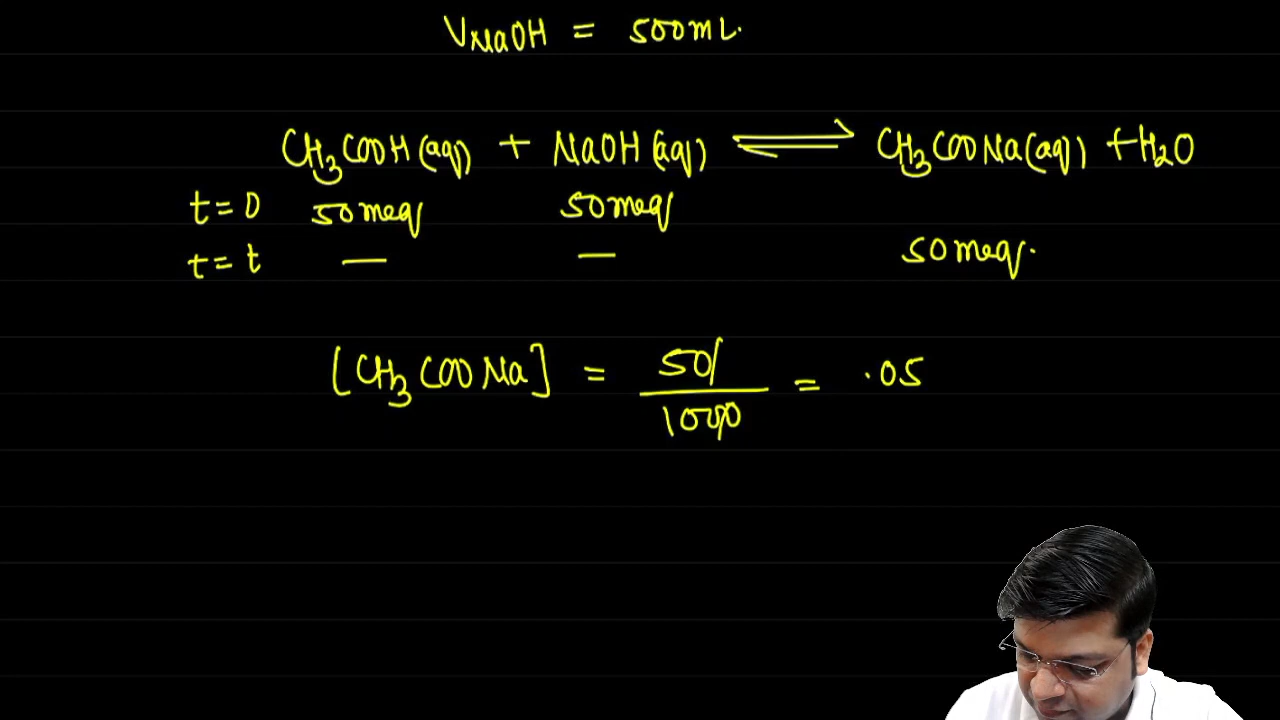 VNaOH = 500mL.
CH3COOH(aq) + NaOH(aq) ⇌ CH3COONa(aq) + H2O
t=0 50meq 50meq
t=t — — 50meq.
[CH3COONa] = 50/1000 = .05